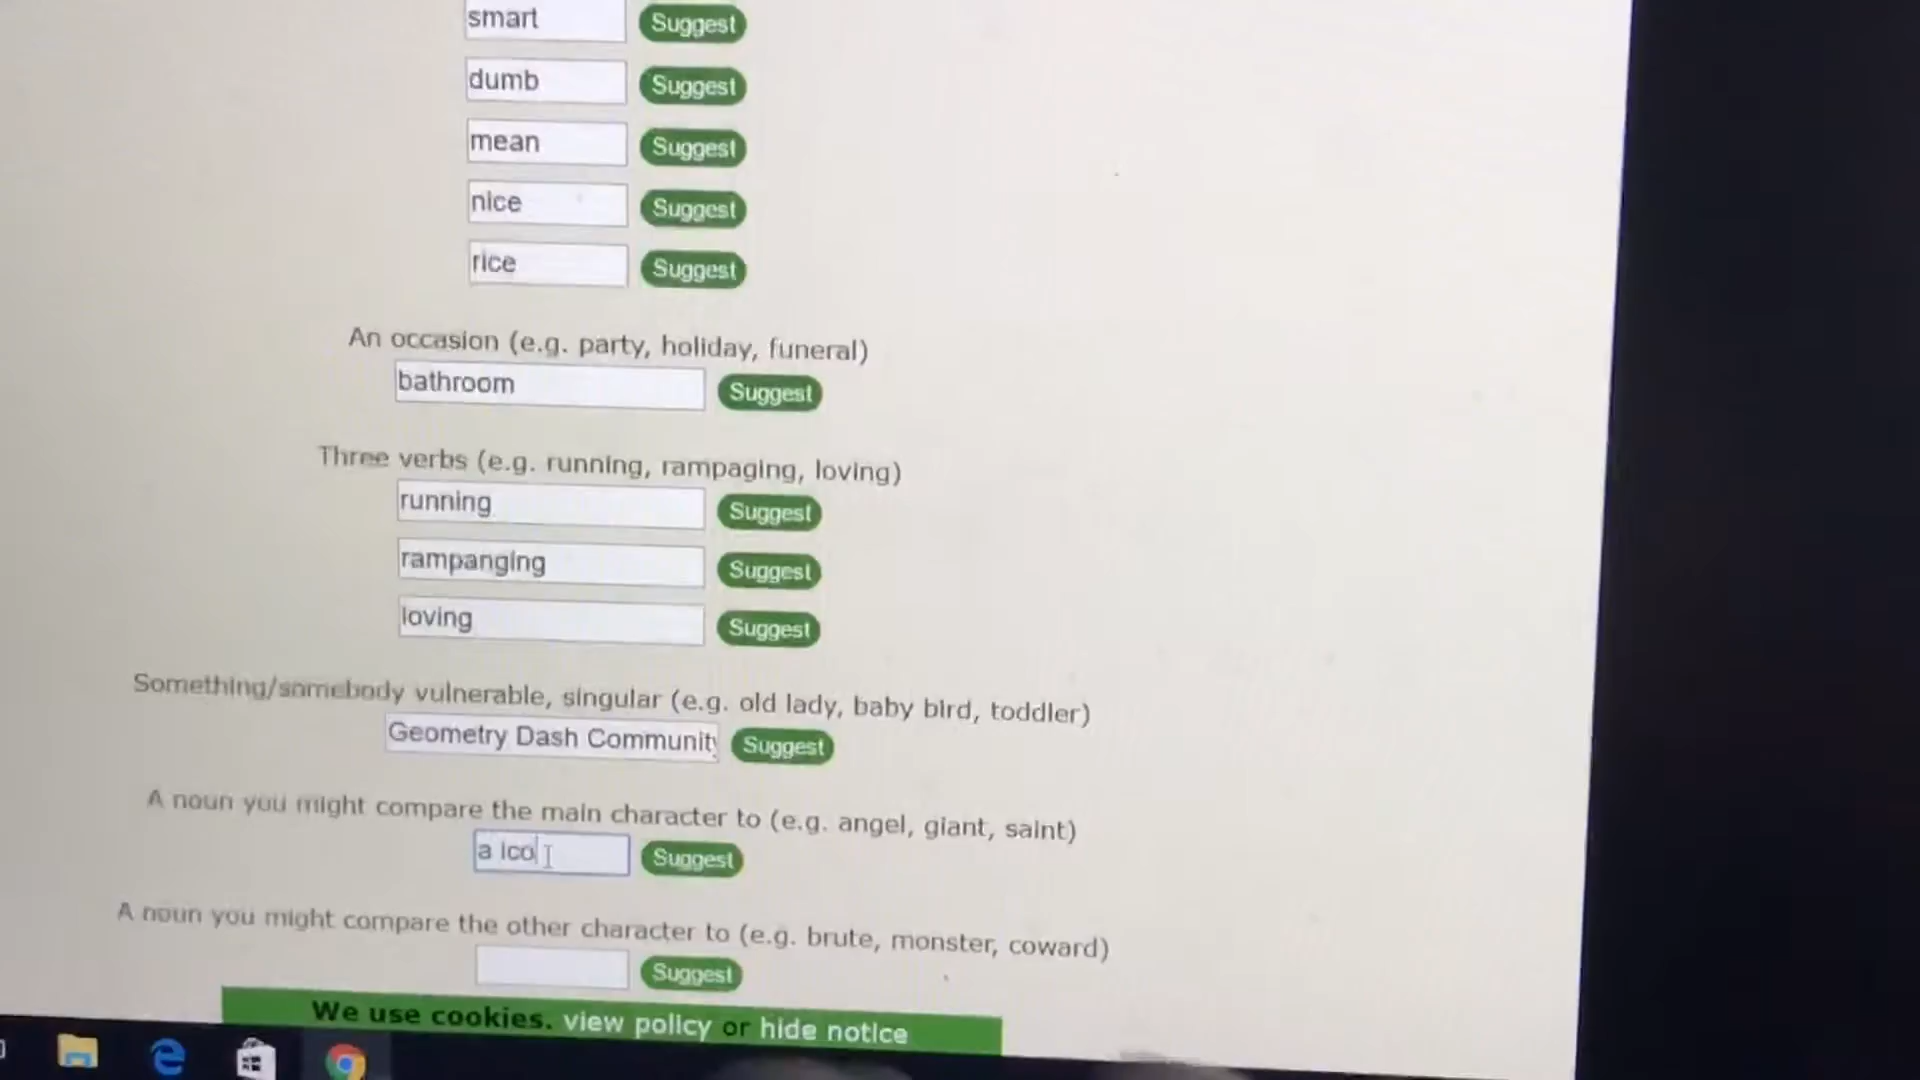 smart Suggest
dumb Suggest
mean Suggest
nice Suggest
rice Suggest
An occasion (e.g. party, holiday, funeral)
bathroom Suggest
Three verbs (e.g. running, rampaging, loving)
running Suggest
rampanging Suggest
loving Suggest
Something/somebody vulnerable, singular (e.g. old lady, baby bird, toddler)
Geometry Dash Community Suggest
A noun you might compare the main character to (e.g. angel, giant, saint)
a ico Suggest
A noun you might compare the other character to (e.g. brute, monster, coward)
Suggest
We use cookies. view policy or hide notice